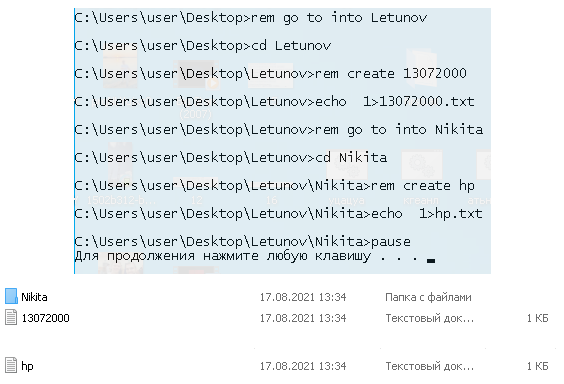 C:\Users\user\Desktop>rem go to into Letunov
C:\Users\user\Desktop>cd Letunov
C:\Users\user\Desktop\Letunov>rem create 13072000
C:\Users\user\Desktop\Letunov>echo  1>13072000.txt
C:\Users\user\Desktop\Letunov>rem go to into Nikita
C:\Users\user\Desktop\Letunov>cd Nikita
C:\Users\user\Desktop\Letunov\Nikita>rem create hp
C:\Users\user\Desktop\Letunov\Nikita>echo  1>hp.txt
C:\Users\user\Desktop\Letunov\Nikita>pause
Для продолжения нажмите любую клавишу . . .
Nikita 17.08.2021 13:34 Папка с файлами
13072000 17.08.2021 13:34 Текстовый док... 1 КБ
hp 17.08.2021 13:34 Текстовый док... 1 КБ